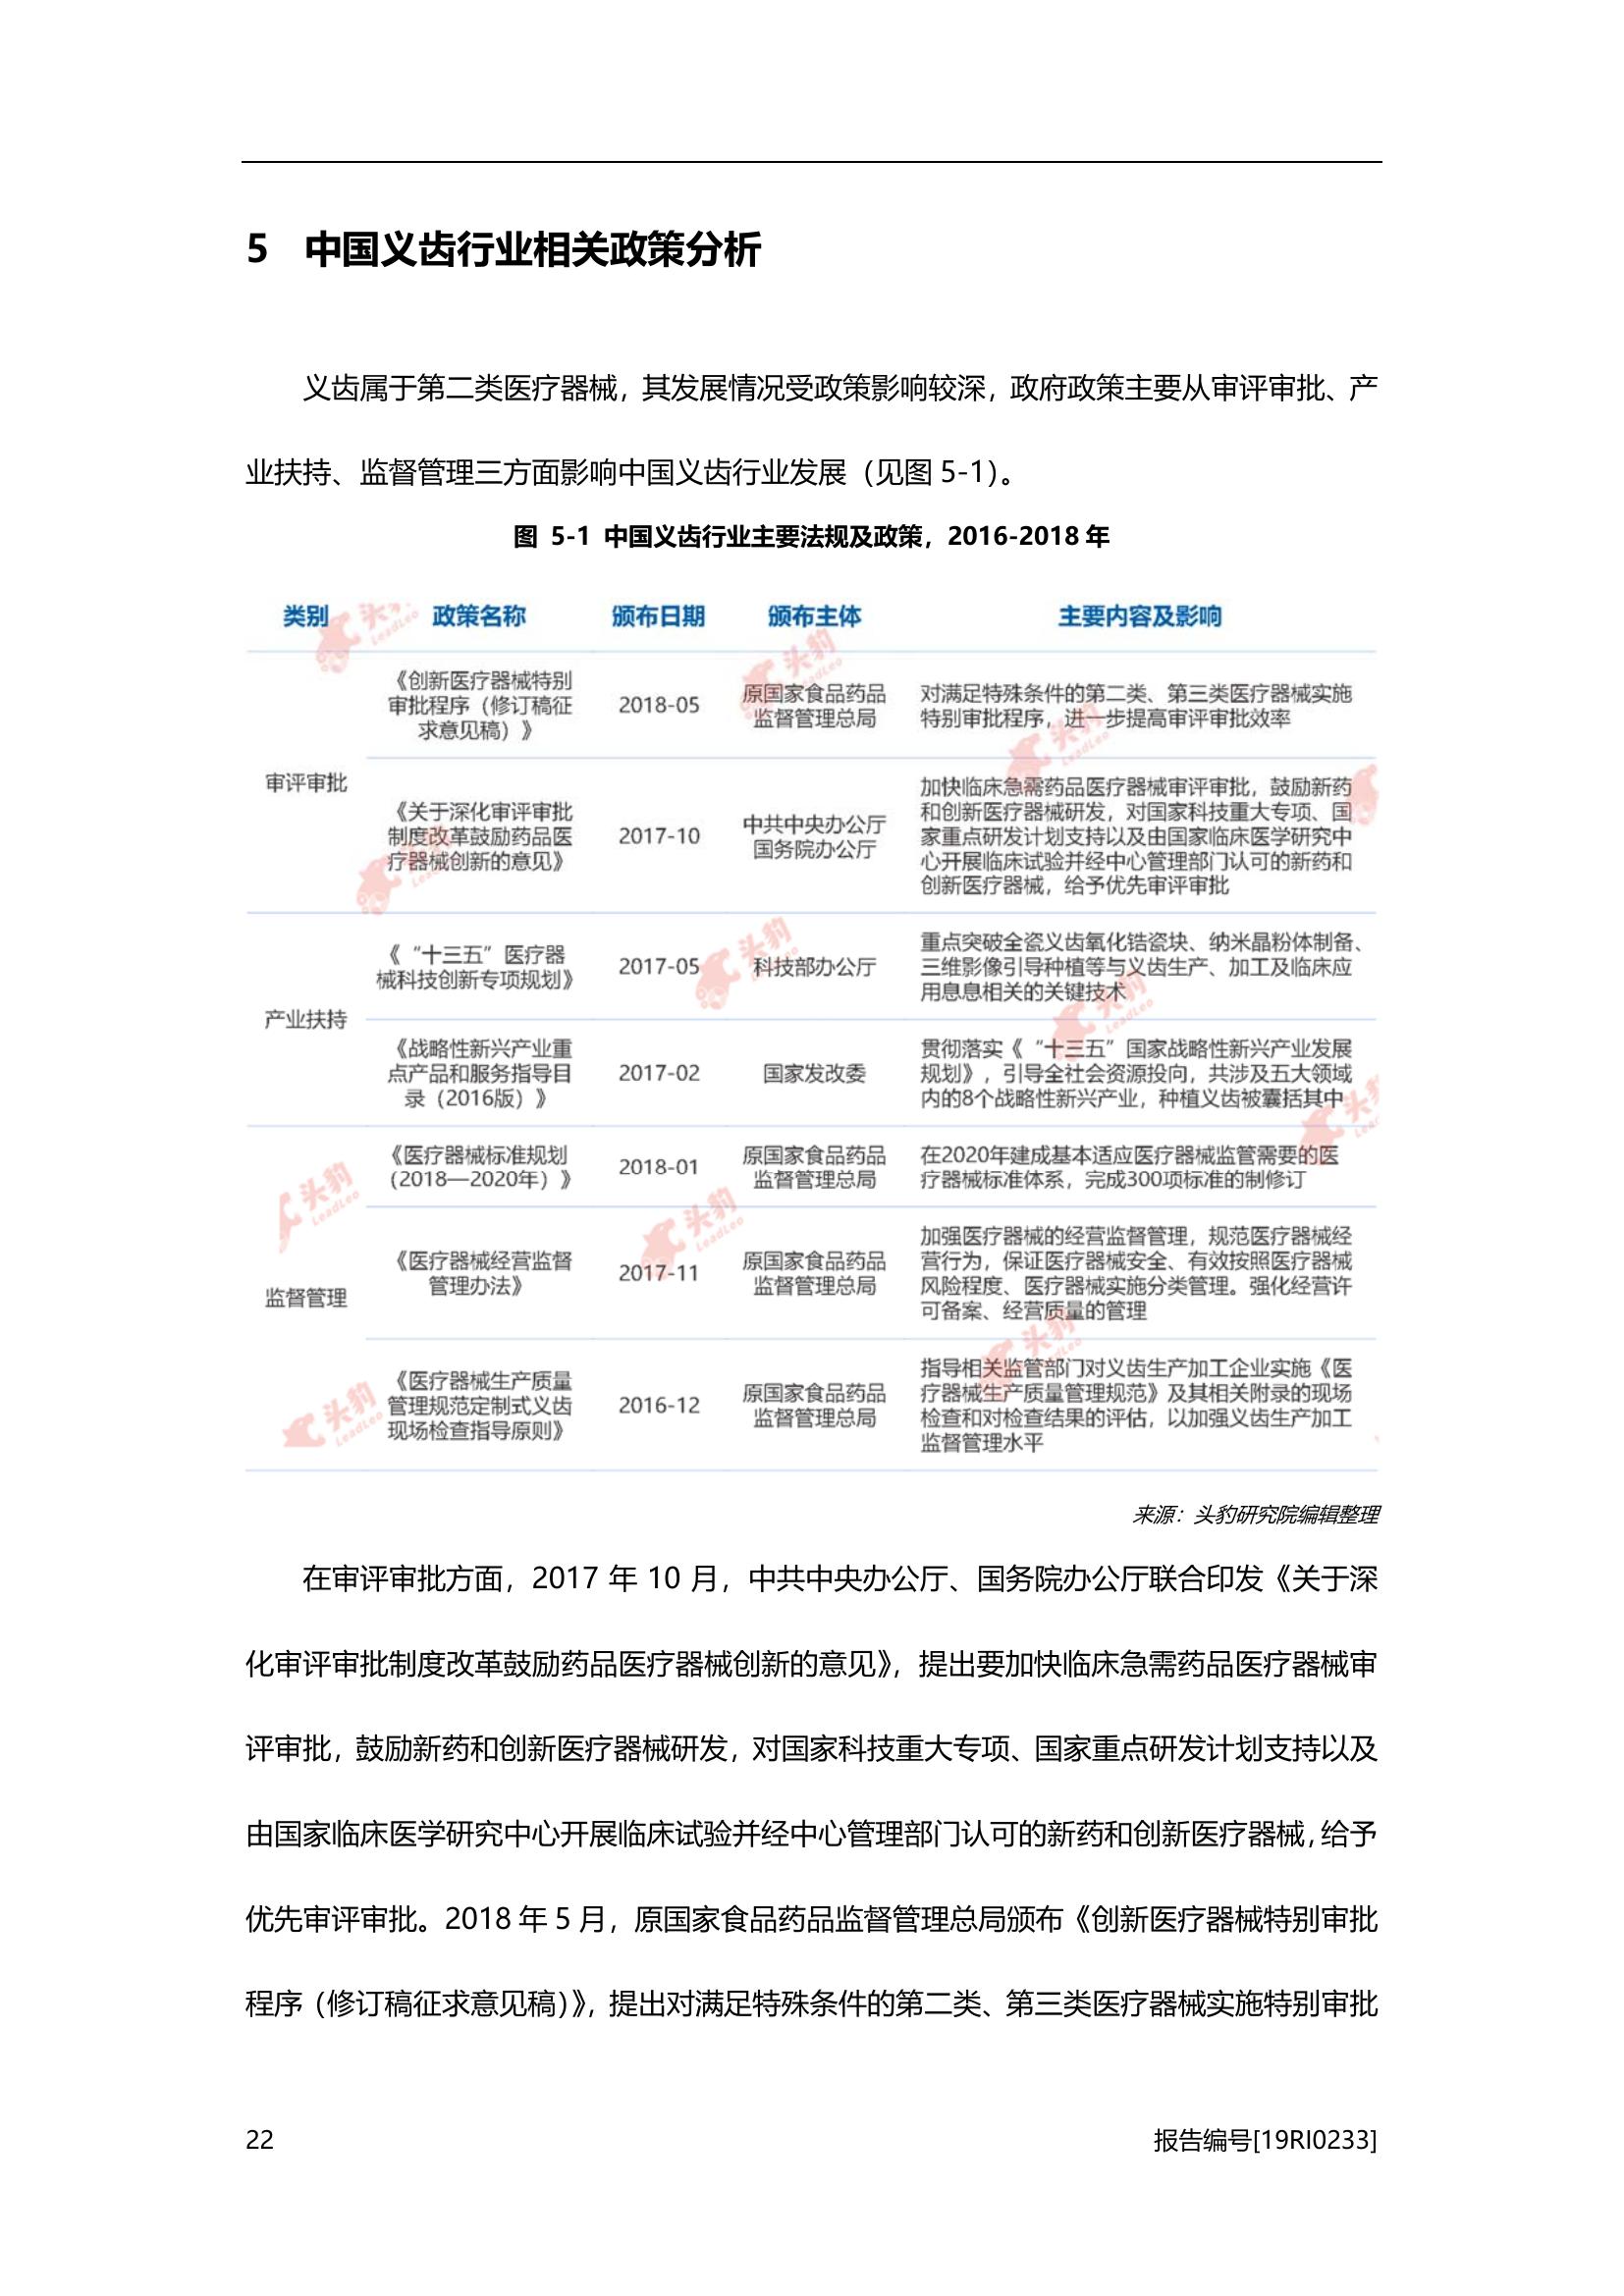 5 中国义齿行业相关政策分析
义齿属于第二类医疗器械，其发展情况受政策影响较深，政府政策主要从审评审批、产
业扶持、监督管理三方面影响中国义齿行业发展（见图 5-1）。
图 5-1 中国义齿行业主要法规及政策，2016-2018 年
类别 政策名称 颁布日期 颁布主体 主要内容及影响
审评审批
《创新医疗器械特别
审批程序（修订稿征
求意见稿）》
2018-05
原国家食品药品
监督管理总局
对满足特殊条件的第二类、第三类医疗器械实施
特别审批程序，进一步提高审评审批效率
《关于深化审评审批
制度改革鼓励药品医
疗器械创新的意见》
2017-10
中共中央办公厅
国务院办公厅
加快临床急需药品医疗器械审评审批，鼓励新药
和创新医疗器械研发，对国家科技重大专项、国
家重点研发计划支持以及由国家临床医学研究中
心开展临床试验并经中心管理部门认可的新药和
创新医疗器械，给予优先审评审批
产业扶持
《“十三五”医疗器
械科技创新专项规划》
2017-05
科技部办公厅
重点突破全瓷义齿氧化锆瓷块、纳米晶粉体制备、
三维影像引导种植等与义齿生产、加工及临床应
用息息相关的关键技术
《战略性新兴产业重
点产品和服务指导目
录（2016版）》
2017-02
国家发改委
贯彻落实《“十三五”国家战略性新兴产业发展
规划》，引导全社会资源投向，共涉及五大领域
内的8个战略性新兴产业，种植义齿被囊括其中
监督管理
《医疗器械标准规划
（2018—2020年）》
2018-01
原国家食品药品
监督管理总局
在2020年建成基本适应医疗器械监管需要的医
疗器械标准体系，完成300项标准的制修订
《医疗器械经营监督
管理办法》
2017-11
原国家食品药品
监督管理总局
加强医疗器械的经营监督管理，规范医疗器械经
营行为，保证医疗器械安全、有效按照医疗器械
风险程度、医疗器械实施分类管理。强化经营许
可备案、经营质量的管理
《医疗器械生产质量
管理规范定制式义齿
现场检查指导原则》
2016-12
原国家食品药品
监督管理总局
指导相关监管部门对义齿生产加工企业实施《医
疗器械生产质量管理规范》及其相关附录的现场
检查和对检查结果的评估，以加强义齿生产加工
监督管理水平
来源：头豹研究院编辑整理
在审评审批方面，2017 年 10 月，中共中央办公厅、国务院办公厅联合印发《关于深
化审评审批制度改革鼓励药品医疗器械创新的意见》，提出要加快临床急需药品医疗器械审
评审批，鼓励新药和创新医疗器械研发，对国家科技重大专项、国家重点研发计划支持以及
由国家临床医学研究中心开展临床试验并经中心管理部门认可的新药和创新医疗器械，给予
优先审评审批。2018 年 5 月，原国家食品药品监督管理总局颁布《创新医疗器械特别审批
程序（修订稿征求意见稿）》，提出对满足特殊条件的第二类、第三类医疗器械实施特别审批
22 报告编号[19RI0233]